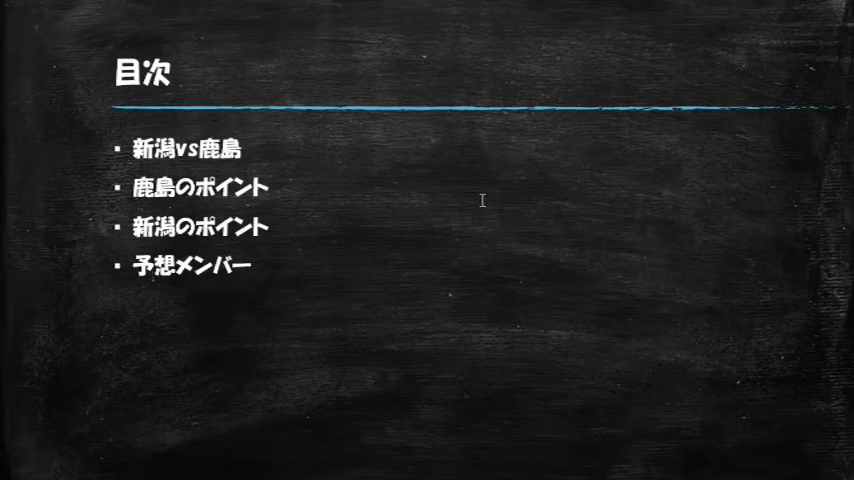 目次
▪ 新潟vs鹿島
▪ 鹿島のポイント
▪ 新潟のポイント
▪ 予想メンバー